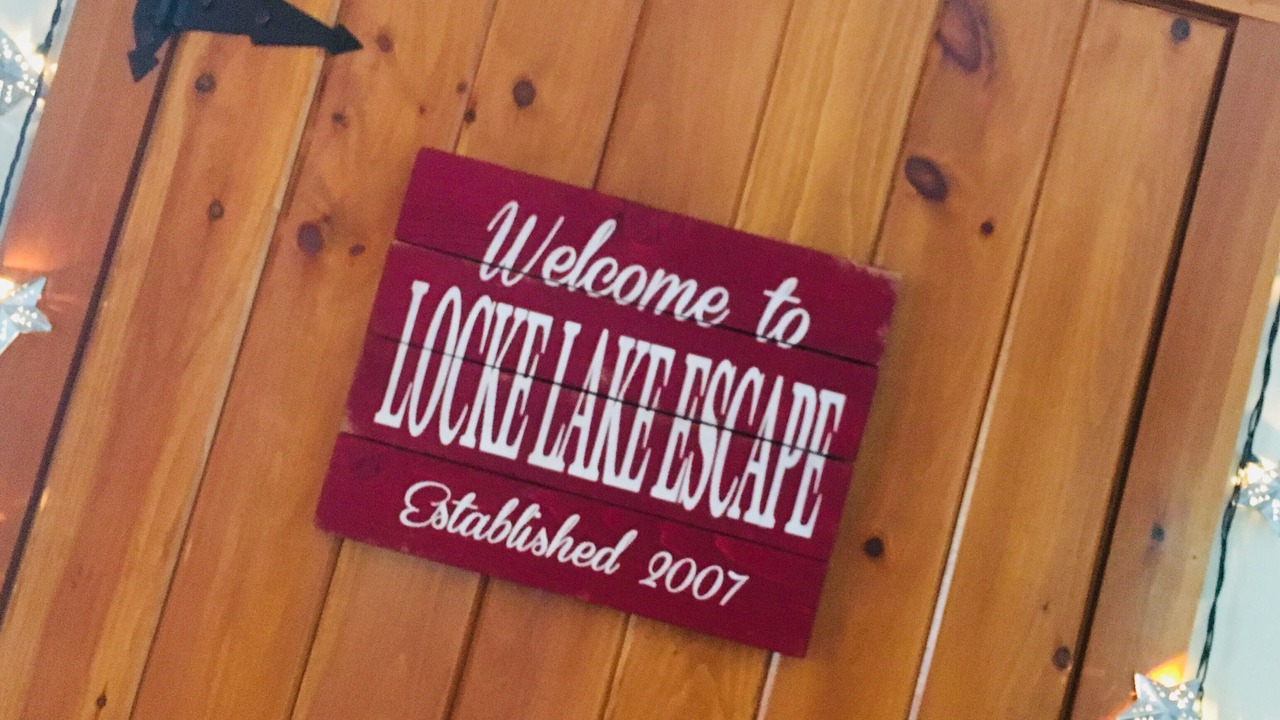 Welcome to
LOCKE LAKE ESCAPE
Established 2007